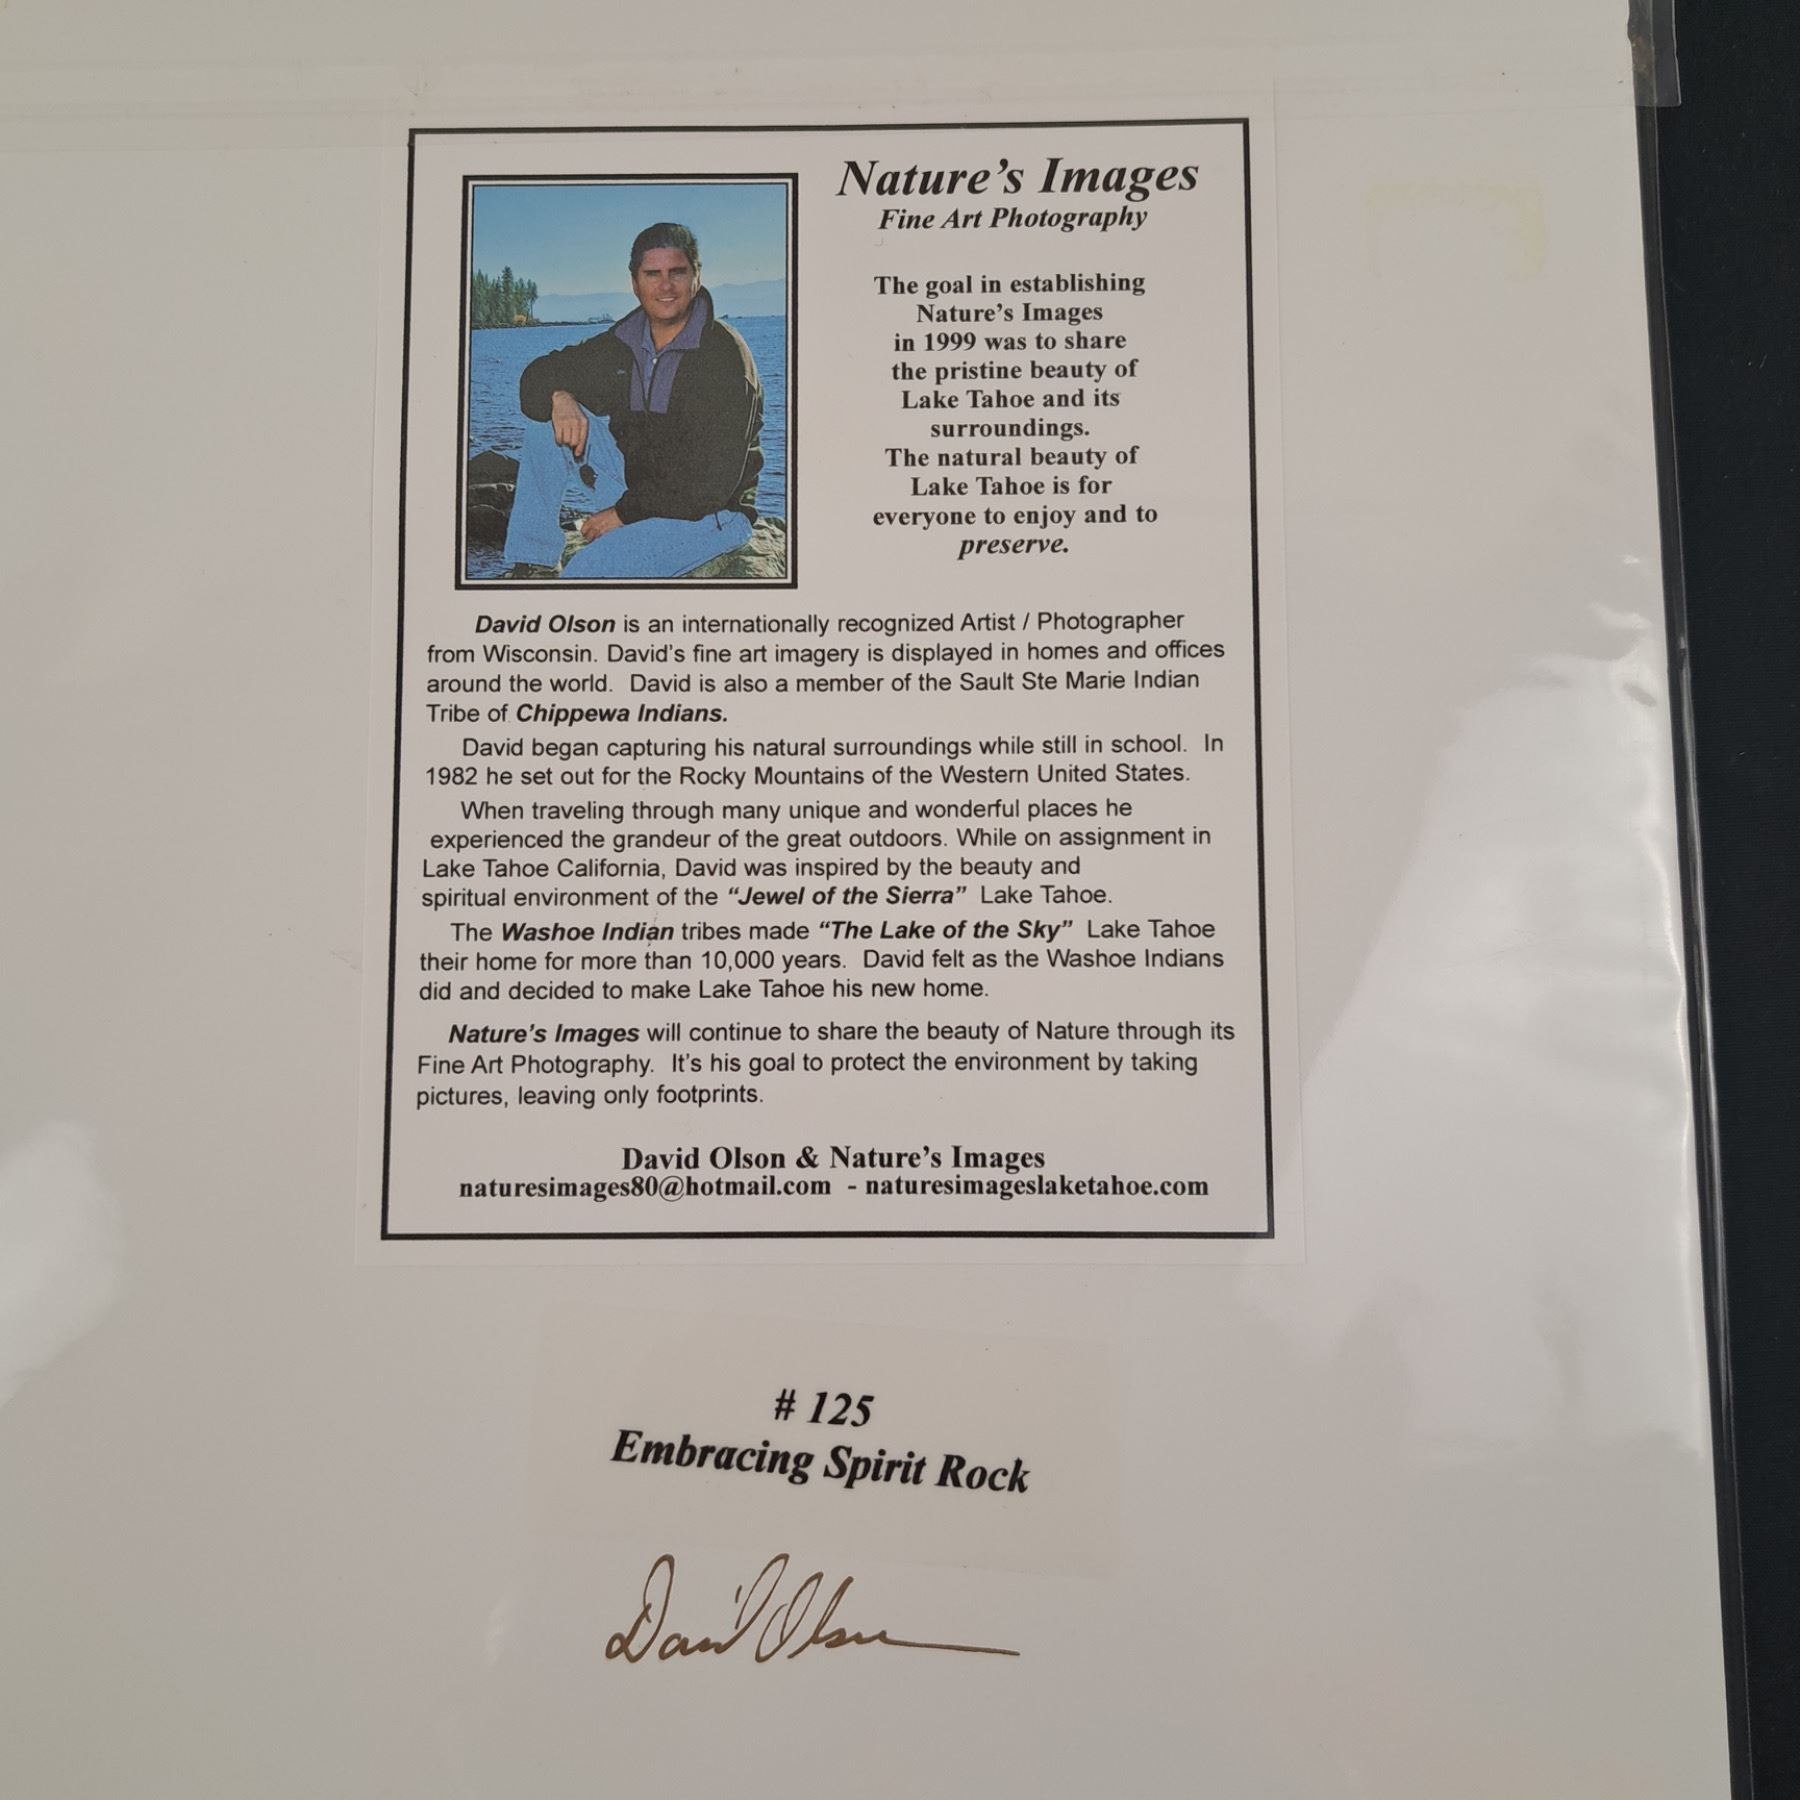 Nature's Images
Fine Art Photography
The goal in establishing
Nature's Images
in 1999 was to share
the pristine beauty of
Lake Tahoe and its
surroundings.
The natural beauty of
Lake Tahoe is for
everyone to enjoy and to
preserve.
David Olson is an internationally recognized Artist / Photographer
from Wisconsin. David's fine art imagery is displayed in homes and offices
around the world. David is also a member of the Sault Ste Marie Indian
Tribe of Chippewa Indians.
David began capturing his natural surroundings while still in school. In
1982 he set out for the Rocky Mountains of the Western United States.
When traveling through many unique and wonderful places he
experienced the grandeur of the great outdoors. While on assignment in
Lake Tahoe California, David was inspired by the beauty and
spiritual environment of the “Jewel of the Sierra” Lake Tahoe.
The Washoe Indian tribes made “The Lake of the Sky” Lake Tahoe
their home for more than 10,000 years. David felt as the Washoe Indians
did and decided to make Lake Tahoe his new home.
Nature's Images will continue to share the beauty of Nature through its
Fine Art Photography. It's his goal to protect the environment by taking
pictures, leaving only footprints.
David Olson & Nature's Images
naturesimages80@hotmail.com - naturesimageslaketahoe.com
# 125
Embracing Spirit Rock
David Olson